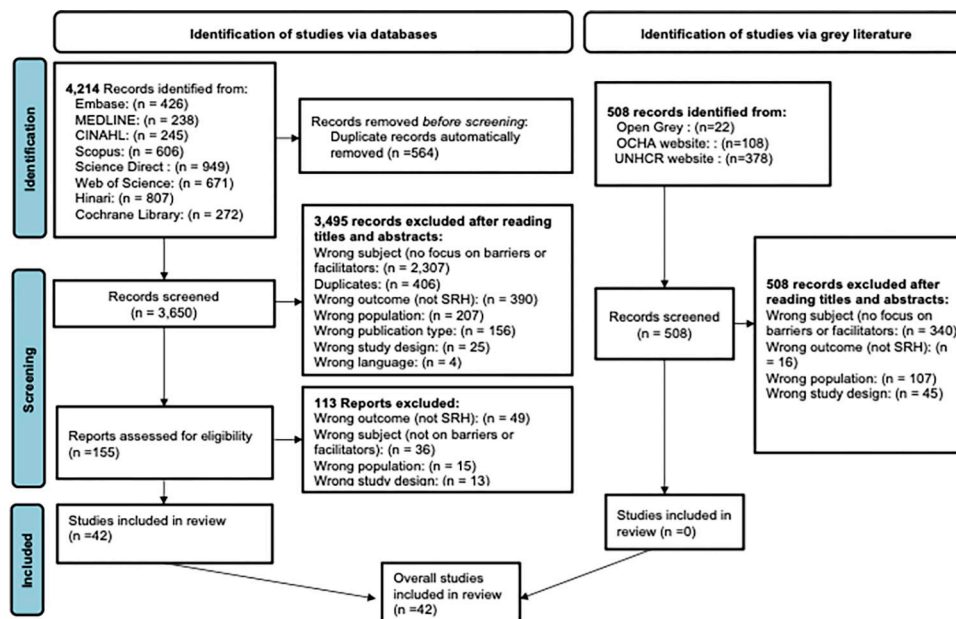 Identification of studies via databases
Identification of studies via grey literature
Identification
4,214 Records identified from:
Embase: (n = 426)
MEDLINE: (n = 238)
CINAHL: (n = 245)
Scopus: (n = 606)
Science Direct : (n = 949)
Web of Science: (n = 671)
Hinari: (n = 807)
Cochrane Library: (n = 272)
Records removed before screening:
Duplicate records automatically
removed (n =564)
508 records identified from:
Open Grey : (n=22)
OCHA website: : (n=108)
UNHCR website : (n=378)
Screening
Records screened
(n = 3,650)
3,495 records excluded after reading
titles and abstracts:
Wrong subject (no focus on barriers or
facilitators: (n = 2,307)
Duplicates: (n = 406)
Wrong outcome (not SRH): (n = 390)
Wrong population: (n = 207)
Wrong publication type: (n = 156)
Wrong study design: (n = 25)
Wrong language: (n = 4)
Records screened
(n = 508)
508 records excluded after
reading titles and abstracts:
Wrong subject (no focus on
barriers or facilitators: (n = 340)
Wrong outcome (not SRH): (n
= 16)
Wrong population: (n = 107)
Wrong study design: (n = 45)
Reports assessed for eligibility
(n =155)
113 Reports excluded:
Wrong outcome (not SRH): (n = 49)
Wrong subject (not on barriers or
facilitators): (n = 36)
Wrong population: (n = 15)
Wrong study design: (n = 13)
Included
Studies included in review
(n =42)
Studies included in
review (n =0)
Overall studies
included in review
(n =42)